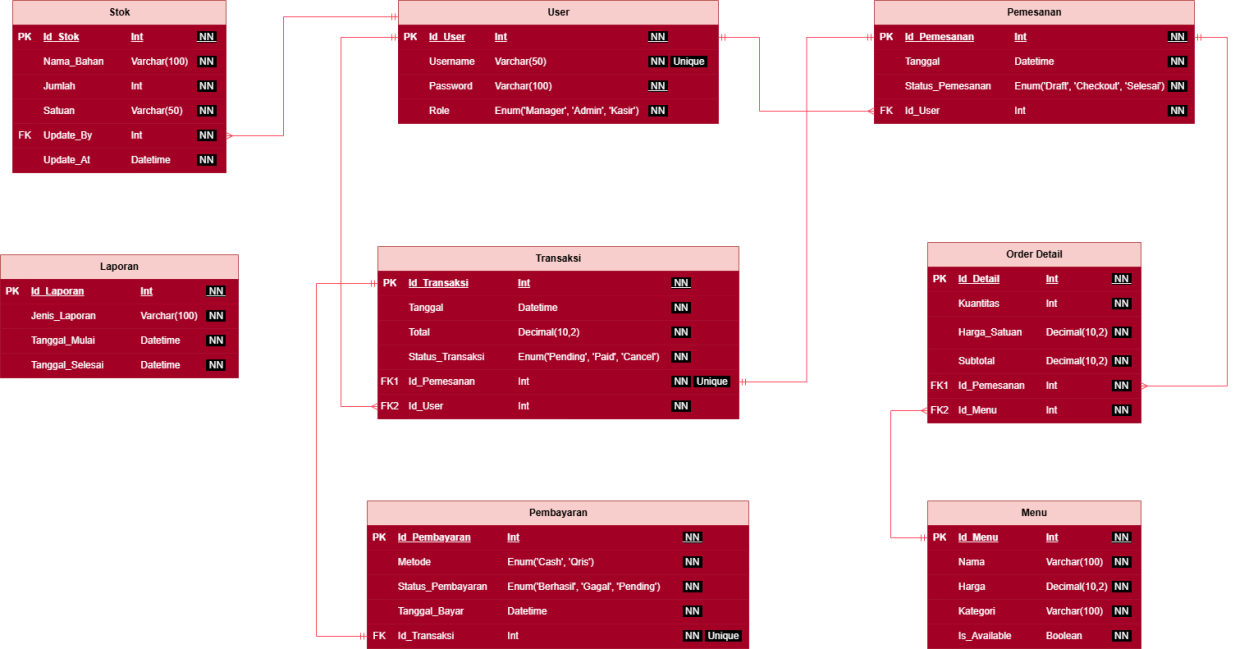 Stok
PK Id_Stok Int NN
Nama_Bahan Varchar(100) NN
Jumlah Int NN
Satuan Varchar(50) NN
FK Update_By Int NN
Update_At Datetime NN
User
PK Id_User Int NN
Username Varchar(50) NN Unique
Password Varchar(100) NN
Role Enum('Manager', 'Admin', 'Kasir') NN
Pemesanan
PK Id_Pemesanan Int NN
Tanggal Datetime NN
Status_Pemesanan Enum('Draft', 'Checkout', 'Selesai') NN
FK Id_User Int NN
Laporan
PK Id_Laporan Int NN
Jenis_Laporan Varchar(100) NN
Tanggal_Mulai Datetime NN
Tanggal_Selesai Datetime NN
Transaksi
PK Id_Transaksi Int NN
Tanggal Datetime NN
Total Decimal(10,2) NN
Status_Transaksi Enum('Pending', 'Paid', 'Cancel') NN
FK1 Id_Pemesanan Int NN Unique
FK2 Id_User Int NN
Order Detail
PK Id_Detail Int NN
Kuantitas Int NN
Harga_Satuan Decimal(10,2) NN
Subtotal Decimal(10,2) NN
FK1 Id_Pemesanan Int NN
FK2 Id_Menu Int NN
Pembayaran
PK Id_Pembayaran Int NN
Metode Enum('Cash', 'Qris') NN
Status_Pembayaran Enum('Berhasil', 'Gagal', 'Pending') NN
Tanggal_Bayar Datetime NN
FK Id_Transaksi Int NN Unique
Menu
PK Id_Menu Int NN
Nama Varchar(100) NN
Harga Decimal(10,2) NN
Kategori Varchar(100) NN
Is_Available Boolean NN